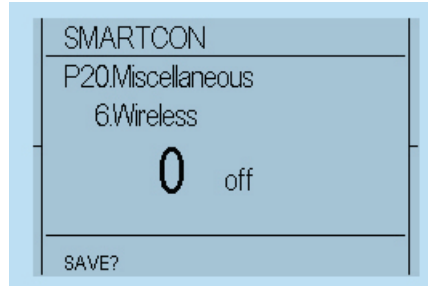 SMARTCON
P20.Miscellaneous
6.Wireless
0 off
SAVE?